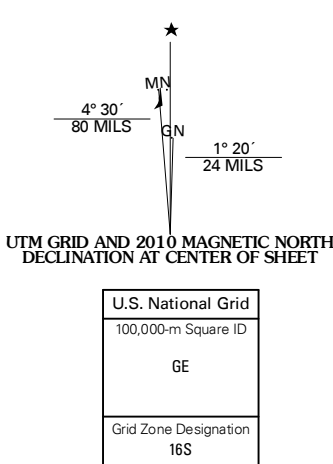 MN
4° 30´
80 MILS
GN
1° 20´
24 MILS
UTM GRID AND 2010 MAGNETIC NORTH
DECLINATION AT CENTER OF SHEET
U.S. National Grid
100,000-m Square ID
GE
Grid Zone Designation
16S